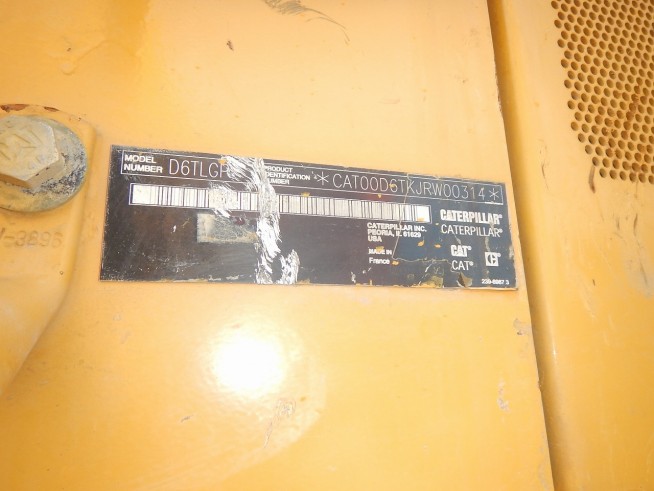 MODEL NUMBER D6TLGP
PRODUCT IDENTIFICATION NUMBER *CAT00D6TKJRW00314*
CATERPILLAR INC.
PEORIA, IL 61629
USA
CATERPILLAR®
CATERPILLAR®
MADE IN
France
CAT®
CAT®